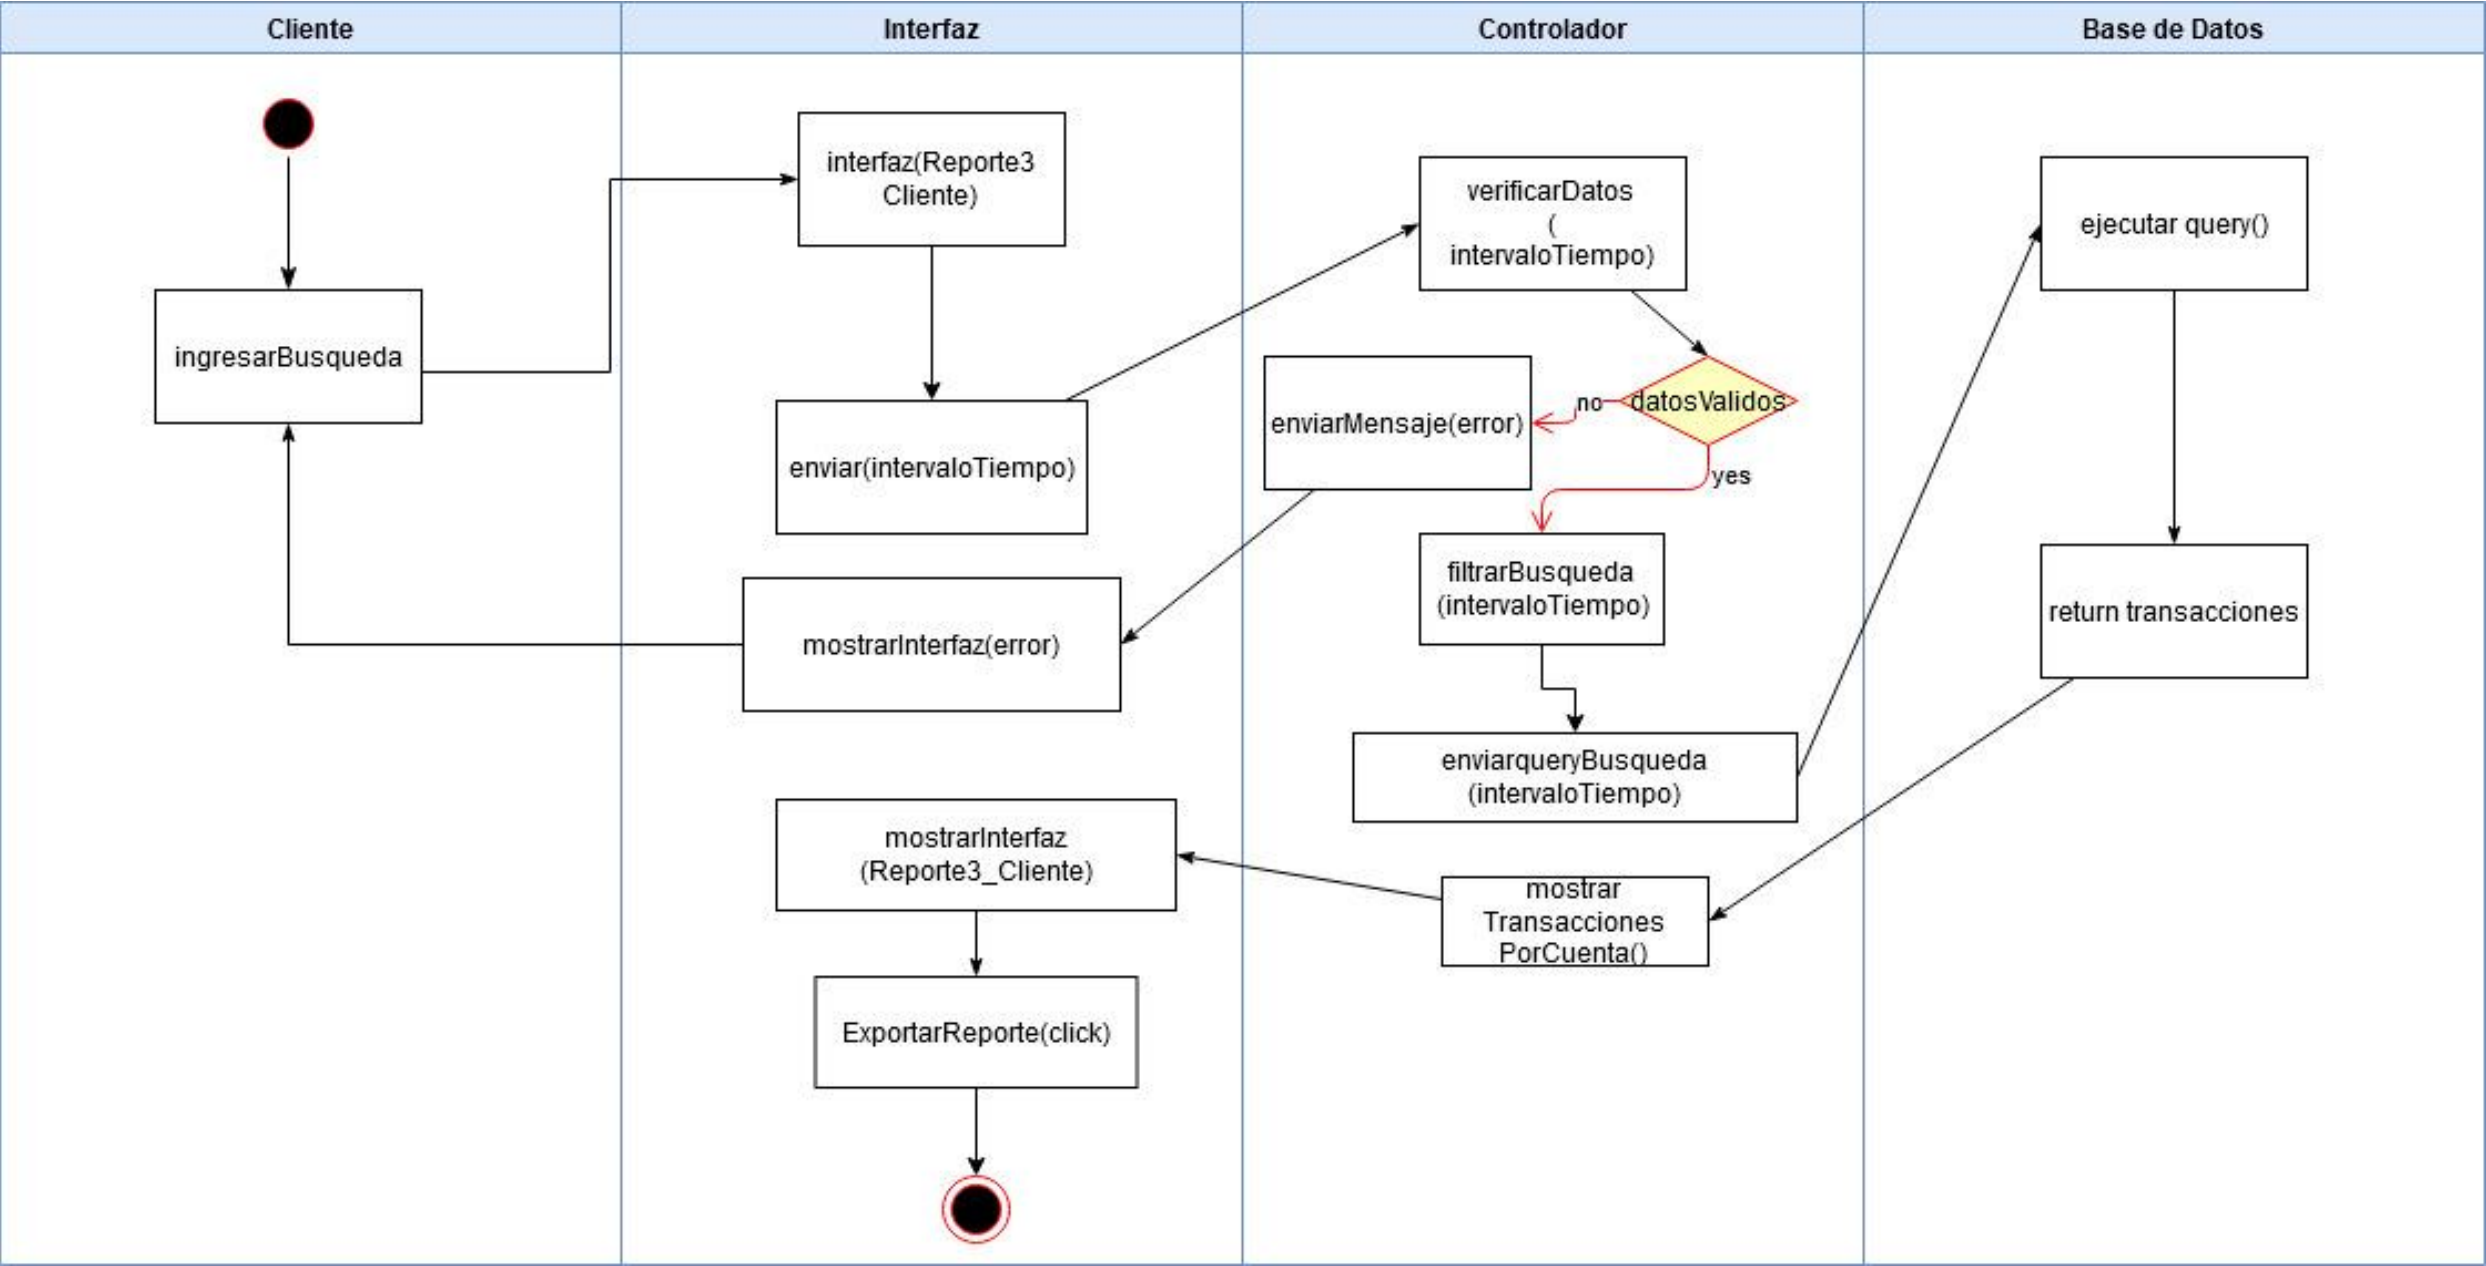 Cliente
Interfaz
Controlador
Base de Datos
ingresarBusqueda
interfaz(Reporte3
Cliente)
enviar(intervaloTiempo)
mostrarInterfaz(error)
mostrarInterfaz
(Reporte3_Cliente)
ExportarReporte(click)
verificarDatos
(
intervaloTiempo)
datosValidos
no
yes
enviarMensaje(error)
filtrarBusqueda
(intervaloTiempo)
enviarqueryBusqueda
(intervaloTiempo)
mostrar
Transacciones
PorCuenta()
ejecutar query()
return transacciones